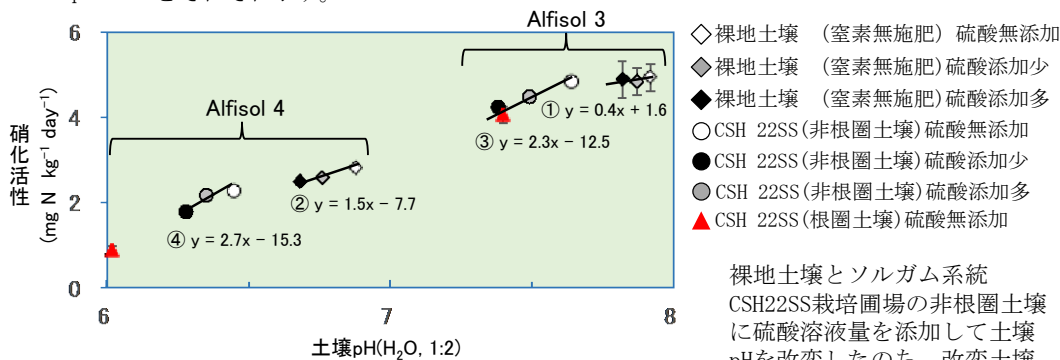 Alfisol 3
6
Alfisol 4
4
① y = 0.4x + 1.6
③ y = 2.3x − 12.5
硝化活性
(mg N kg⁻¹ day⁻¹)
2
② y = 1.5x − 7.7
④ y = 2.7x − 15.3
0
6
7
8
土壌pH(H₂O, 1:2)
◇裸地土壌 (窒素無施肥) 硫酸無添加
◆裸地土壌 (窒素無施肥)硫酸添加少
◆裸地土壌 (窒素無施肥)硫酸添加多
○CSH 22SS(非根圏土壌)硫酸無添加
●CSH 22SS(非根圏土壌)硫酸添加少
●CSH 22SS(非根圏土壌)硫酸添加多
▲CSH 22SS(根圏土壌)硫酸無添加
裸地土壌とソルガム系統
CSH22SS栽培圃場の非根圏土壌
に硫酸溶液量を添加して土壌